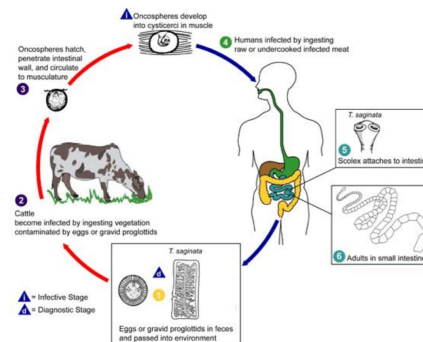 i
Oncospheres develop
into cysticerci in muscle
4 Humans infected by ingesting
raw or undercooked infected meat
Oncospheres hatch,
penetrate intestinal
wall, and circulate
to musculature
3
T. saginata
5
Scolex attaches to intestin
2
Cattle
become infected by ingesting vegetation
contaminated by eggs or gravid proglottids
6 Adults in small intestin
T. saginata
d
1
i = Infective Stage
d = Diagnostic Stage
Eggs or gravid proglottids in feces
and passed into environment